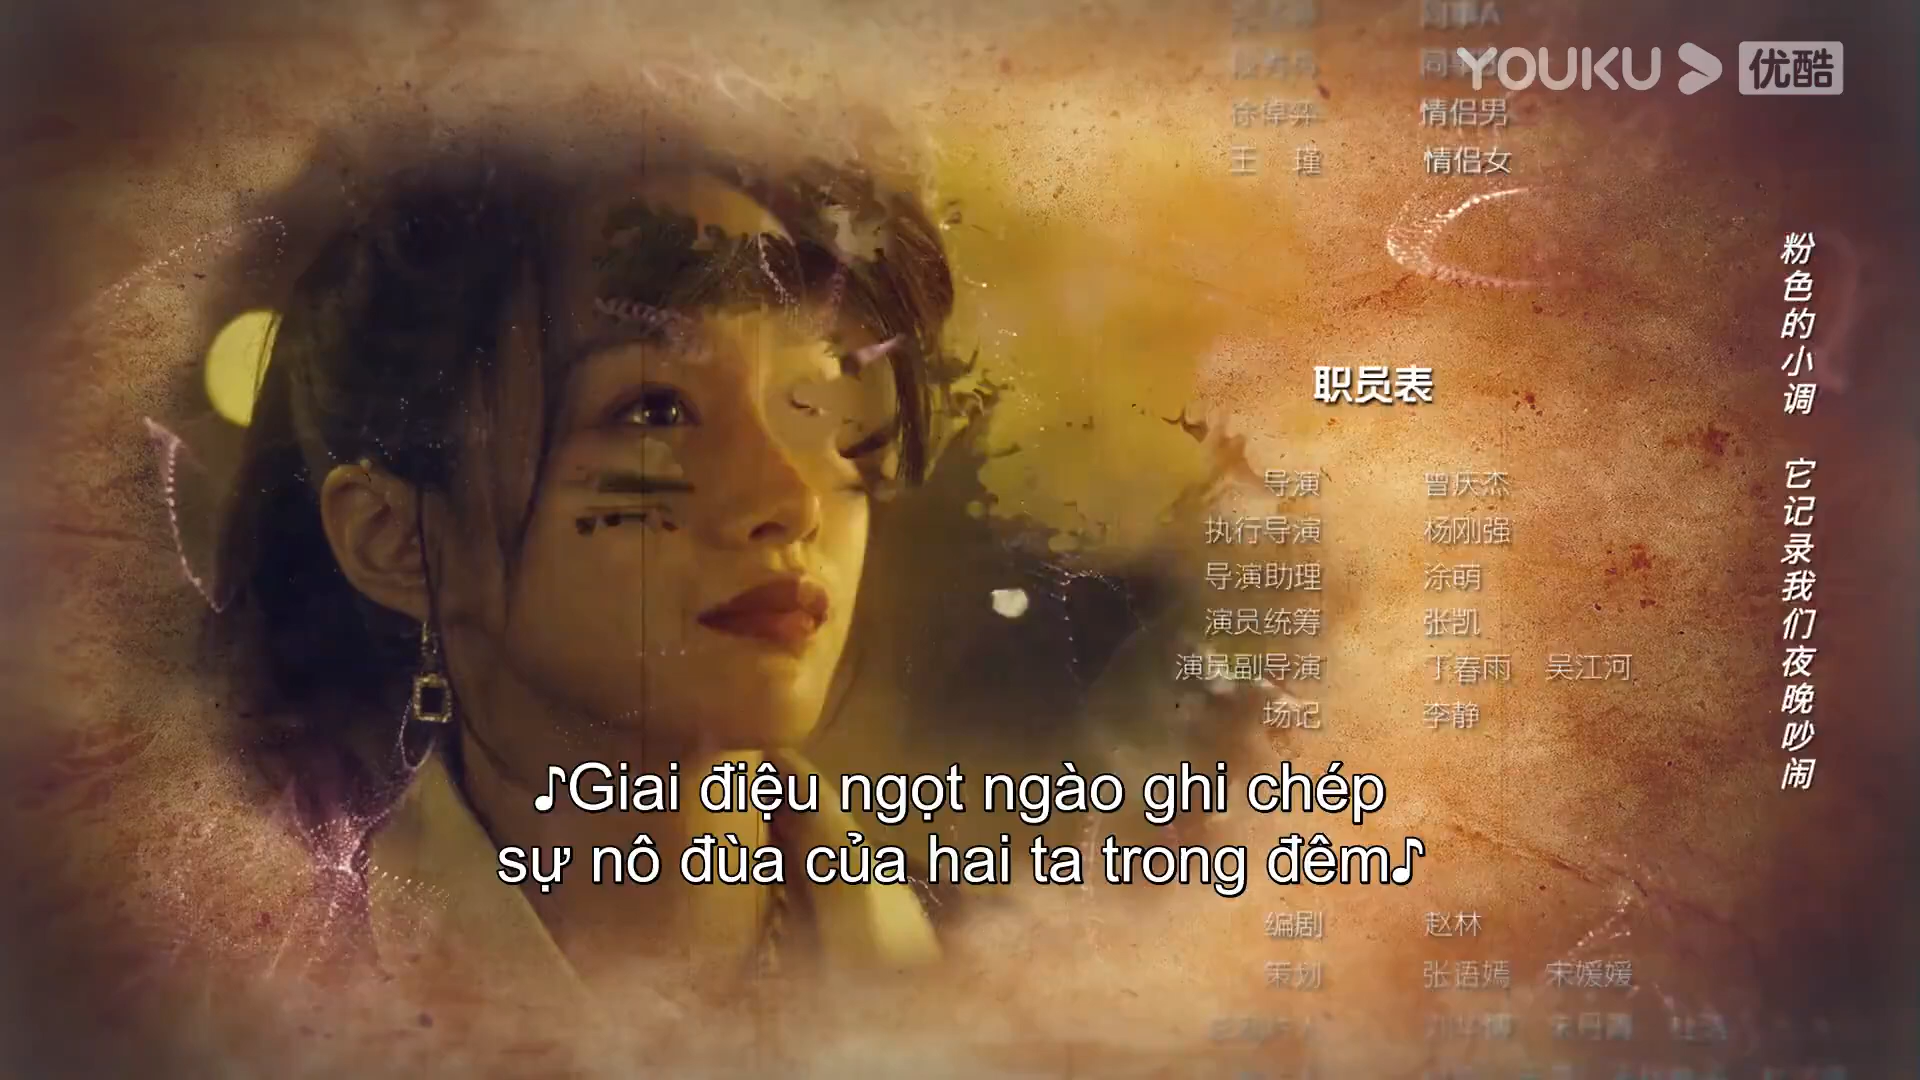 YOUKU 优酷
徐倬弈 情侣男
王 瑾 情侣女
职员表
导演 曾庆杰
执行导演 杨刚强
导演助理 涂萌
演员统筹 张凯
演员副导演 丁春雨 吴江河
场记 李静
♪Giai điệu ngọt ngào ghi chép
sự nô đùa của hai ta trong đêm♪
编剧 赵林
策划 张语嫣 宋媛媛
粉色的小调 它记录我们夜晚吵闹